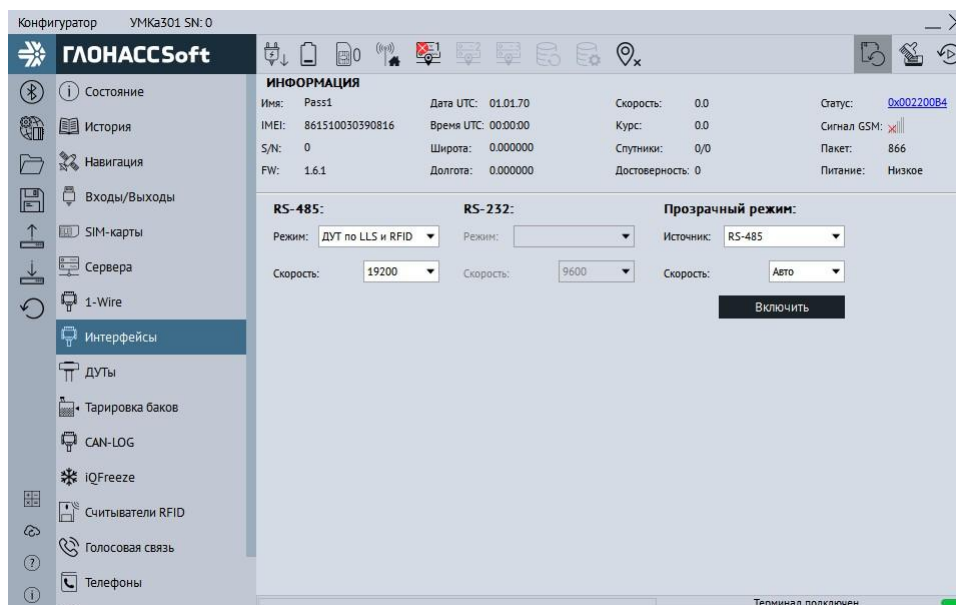 Конфигуратор УМКа301 SN: 0
ГЛОНАССSoft
0
1
2
3
x
ИНФОРМАЦИЯ
Имя: Pass1 Дата UTC: 01.01.70 Скорость: 0.0 Статус: 0x002200B4
IMEI: 861510030390816 Время UTC: 00:00:00 Курс: 0.0 Сигнал GSM:
S/N: 0 Широта: 0.000000 Спутники: 0/0 Пакет: 866
FW: 1.6.1 Долгота: 0.000000 Достоверность: 0 Питание: Низкое
Состояние
История
Навигация
Входы/Выходы
SIM-карты
Сервера
1-Wire
Интерфейсы
ДУТы
Тарировка баков
CAN-LOG
iQFreeze
Считыватели RFID
Голосовая связь
Телефоны
RS-485: RS-232: Прозрачный режим:
Режим: ДУТ по LLS и RFID Режим: Источник: RS-485
Скорость: 19200 Скорость: 9600 Скорость: Авто
Включить
Терминал подключен